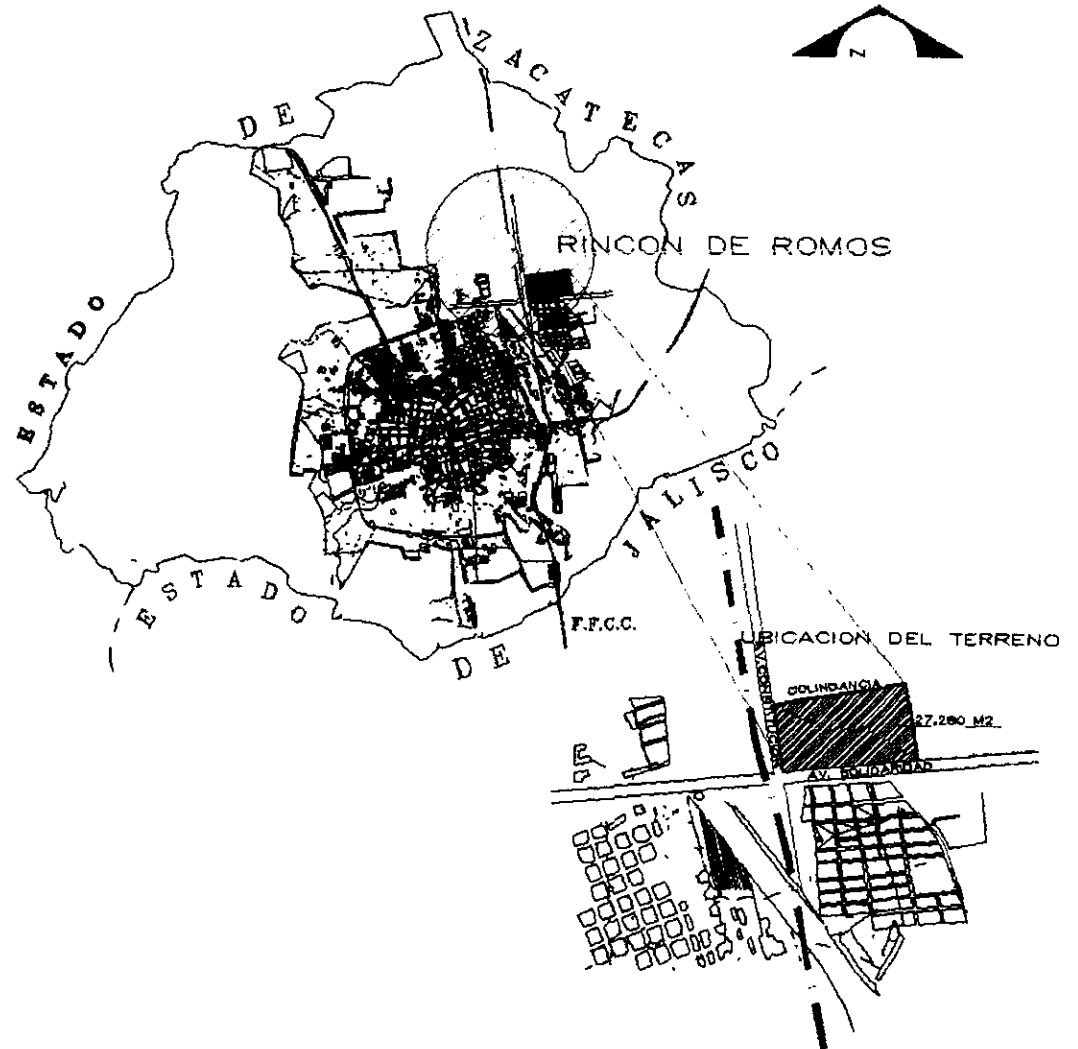 N
DE ZACATECAS
RINCON DE ROMOS
ESTADO
JALISCO
ESTADO
F.F.C.C.
DE
UBICACION DEL TERRENO
COLINDANCIA
27.280 M2
AV. SOLIDARIDAD